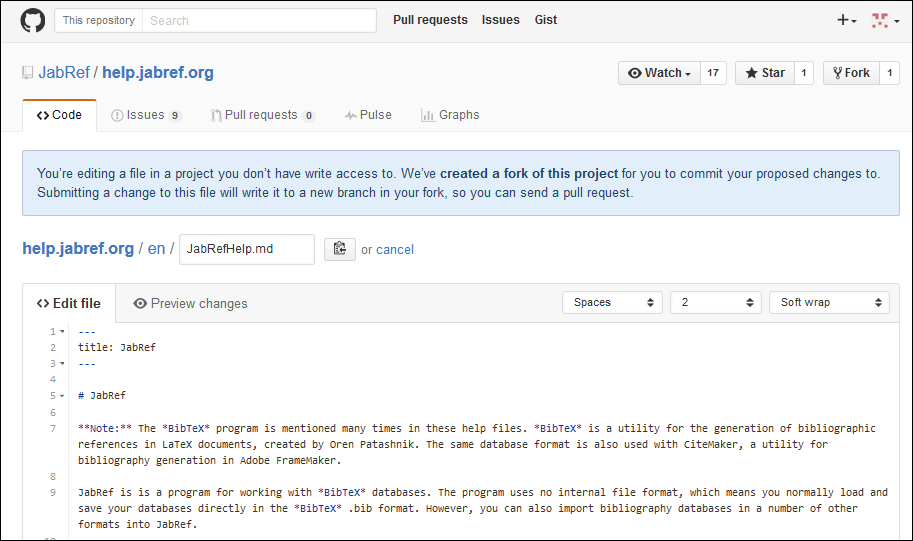 This repository Search Pull requests Issues Gist
JabRef / help.jabref.org Watch 17 Star 1 Fork 1
Code Issues 9 Pull requests 0 Pulse Graphs
You're editing a file in a project you don't have write access to. We've created a fork of this project for you to commit your proposed changes to.
Submitting a change to this file will write it to a new branch in your fork, so you can send a pull request.
help.jabref.org / en / JabRefHelp.md or cancel
Edit file Preview changes Spaces 2 Soft wrap
1 ---
2 title: JabRef
3 ---
4
5 # JabRef
6
7 **Note:** The *BibTeX* program is mentioned many times in these help files. *BibTeX* is a utility for the generation of bibliographic
references in LaTeX documents, created by Oren Patashnik. The same database format is also used with CiteMaker, a utility for
bibliography generation in Adobe FrameMaker.
8
9 JabRef is is a program for working with *BibTeX* databases. The program uses no internal file format, which means you normally load and
save your databases directly in the *BibTeX* .bib format. However, you can also import bibliography databases in a number of other
formats into JabRef.